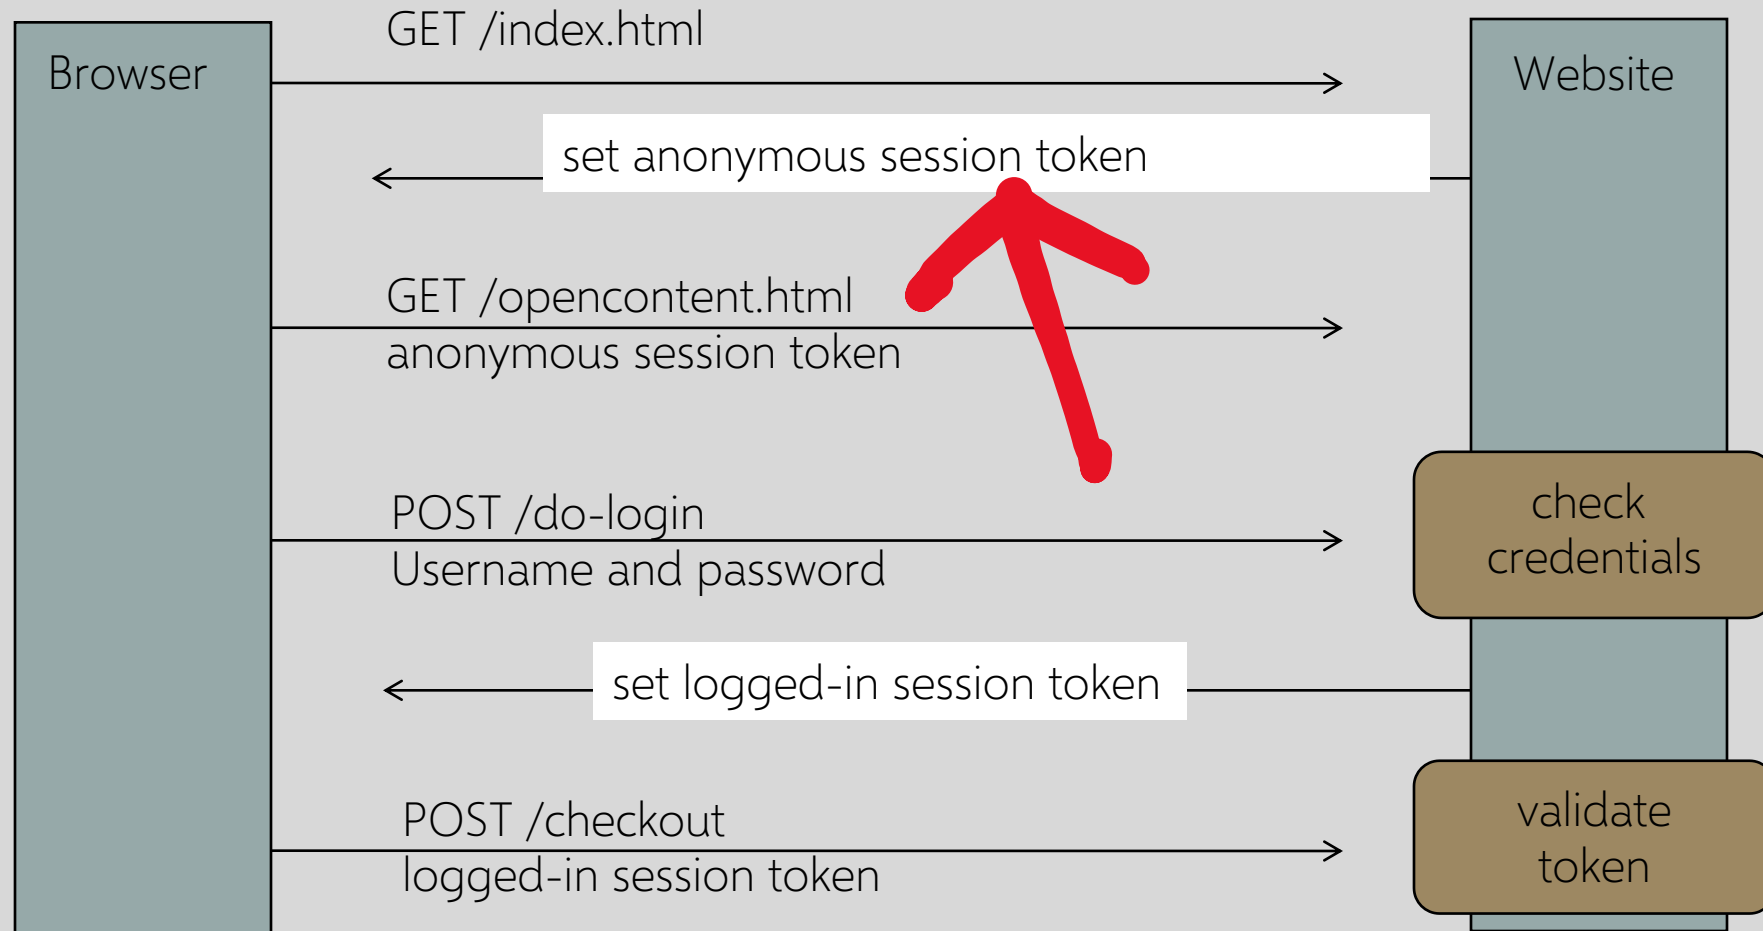 Browser
GET /index.html
Website
set anonymous session token
GET /opencontent.html
anonymous session token
POST /do-login
Username and password
check
credentials
set logged-in session token
POST /checkout
logged-in session token
validate
token